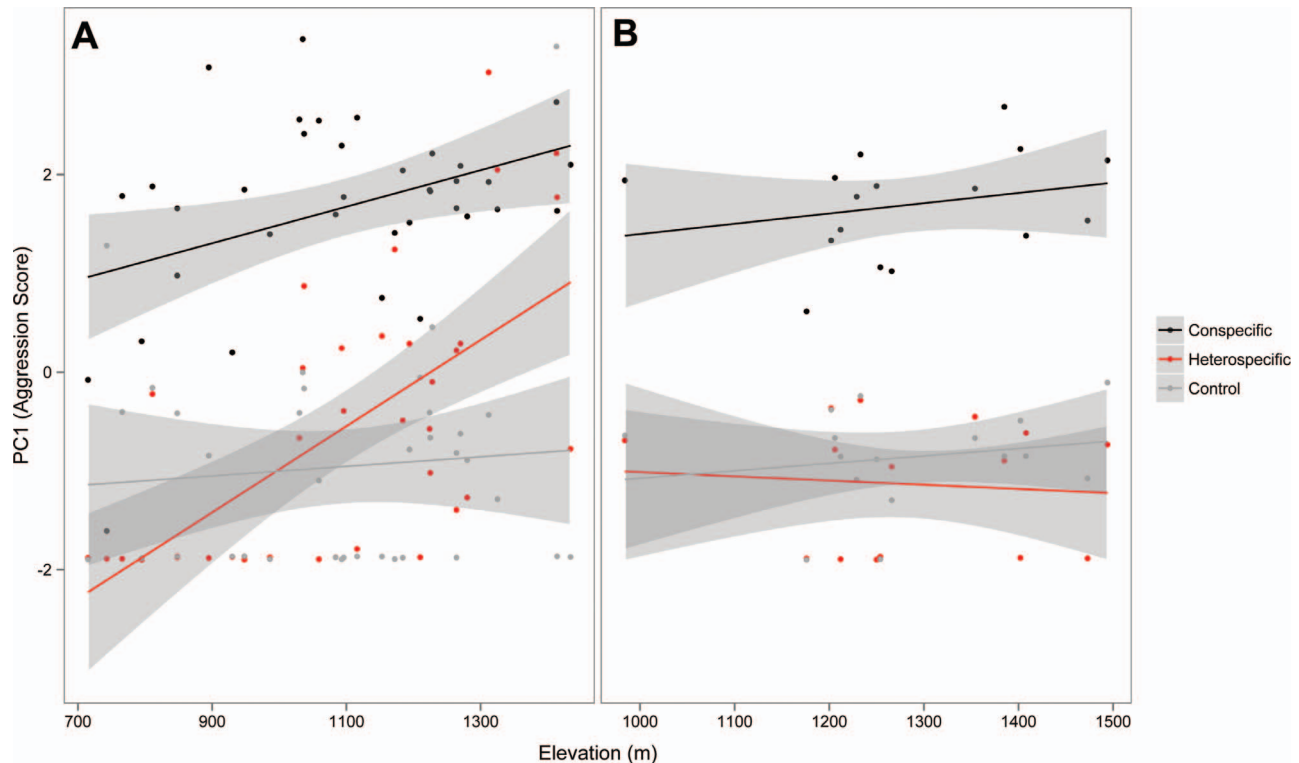 A
B
PC1 (Aggression Score)
2
0
-2
700
900
1100
1300
1000
1100
1200
1300
1400
1500
Elevation (m)
Conspecific
Heterospecific
Control